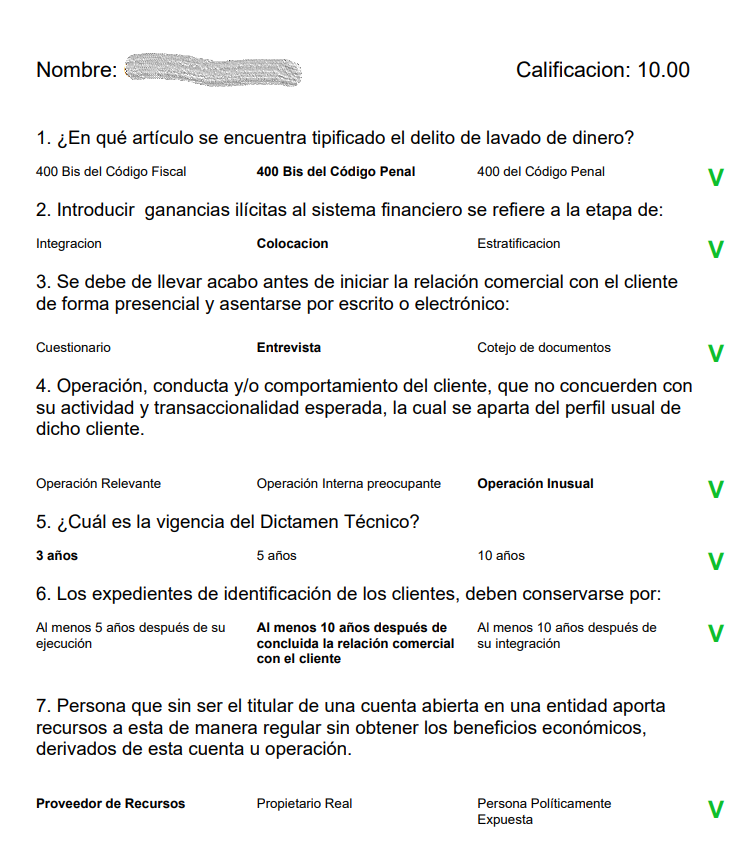 Nombre:
Calificacion: 10.00
1. ¿En qué artículo se encuentra tipificado el delito de lavado de dinero?
400 Bis del Código Fiscal 400 Bis del Código Penal 400 del Código Penal V
2. Introducir ganancias ilícitas al sistema financiero se refiere a la etapa de:
Integracion Colocacion Estratificacion V
3. Se debe de llevar acabo antes de iniciar la relación comercial con el cliente
de forma presencial y asentarse por escrito o electrónico:
Cuestionario Entrevista Cotejo de documentos V
4. Operación, conducta y/o comportamiento del cliente, que no concuerden con
su actividad y transaccionalidad esperada, la cual se aparta del perfil usual de
dicho cliente.
Operación Relevante Operación Interna preocupante Operación Inusual V
5. ¿Cuál es la vigencia del Dictamen Técnico?
3 años 5 años 10 años V
6. Los expedientes de identificación de los clientes, deben conservarse por:
Al menos 5 años después de su
ejecución
Al menos 10 años después de
concluida la relación comercial
con el cliente
Al menos 10 años después de
su integración
V
7. Persona que sin ser el titular de una cuenta abierta en una entidad aporta
recursos a esta de manera regular sin obtener los beneficios económicos,
derivados de esta cuenta u operación.
Proveedor de Recursos
Propietario Real
Persona Políticamente
Expuesta
V